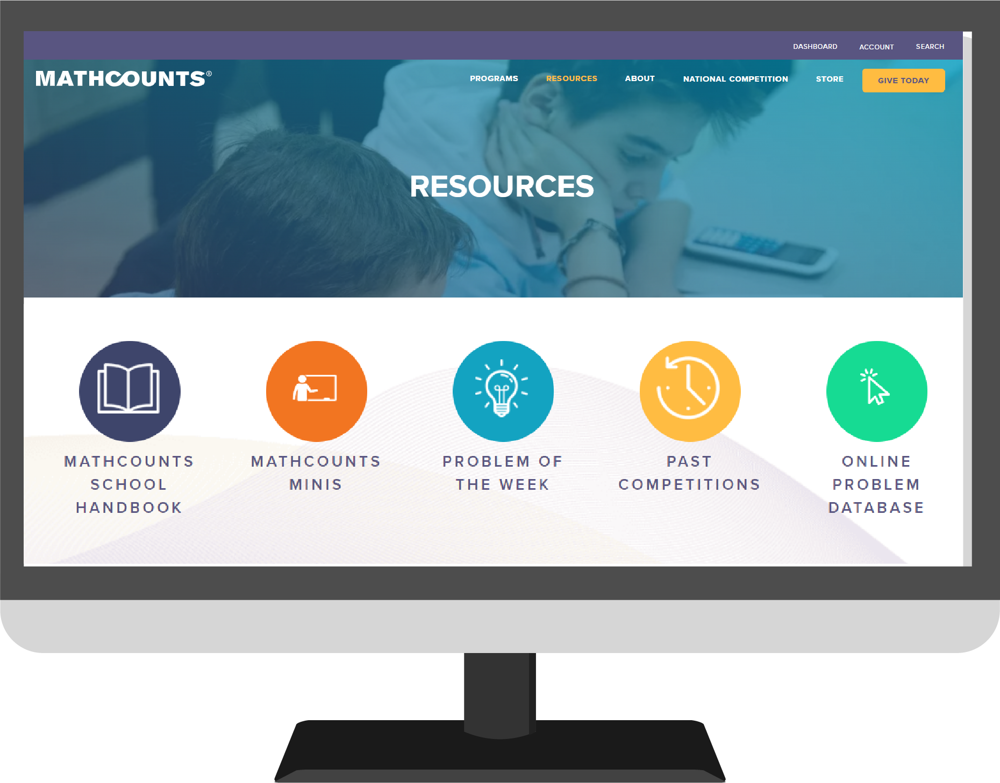 DASHBOARD ACCOUNT SEARCH
MATHCOUNTS® PROGRAMS RESOURCES ABOUT NATIONAL COMPETITION STORE GIVE TODAY
RESOURCES
MATHCOUNTS
SCHOOL
HANDBOOK
MATHCOUNTS
MINIS
PROBLEM OF
THE WEEK
PAST
COMPETITIONS
ONLINE
PROBLEM
DATABASE